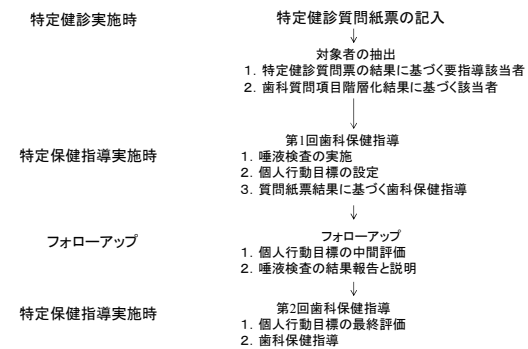 特定健診実施時
特定健診質問紙票の記入
↓
対象者の抽出
1. 特定健診質問票の結果に基づく要指導該当者
2. 歯科質問項目階層化結果に基づく該当者
↓
特定保健指導実施時
第1回歯科保健指導
1. 唾液検査の実施
2. 個人行動目標の設定
3. 質問紙票結果に基づく歯科保健指導
↓
フォローアップ
フォローアップ
1. 個人行動目標の中間評価
2. 唾液検査の結果報告と説明
↓
特定保健指導実施時
第2回歯科保健指導
1. 個人行動目標の最終評価
2. 歯科保健指導